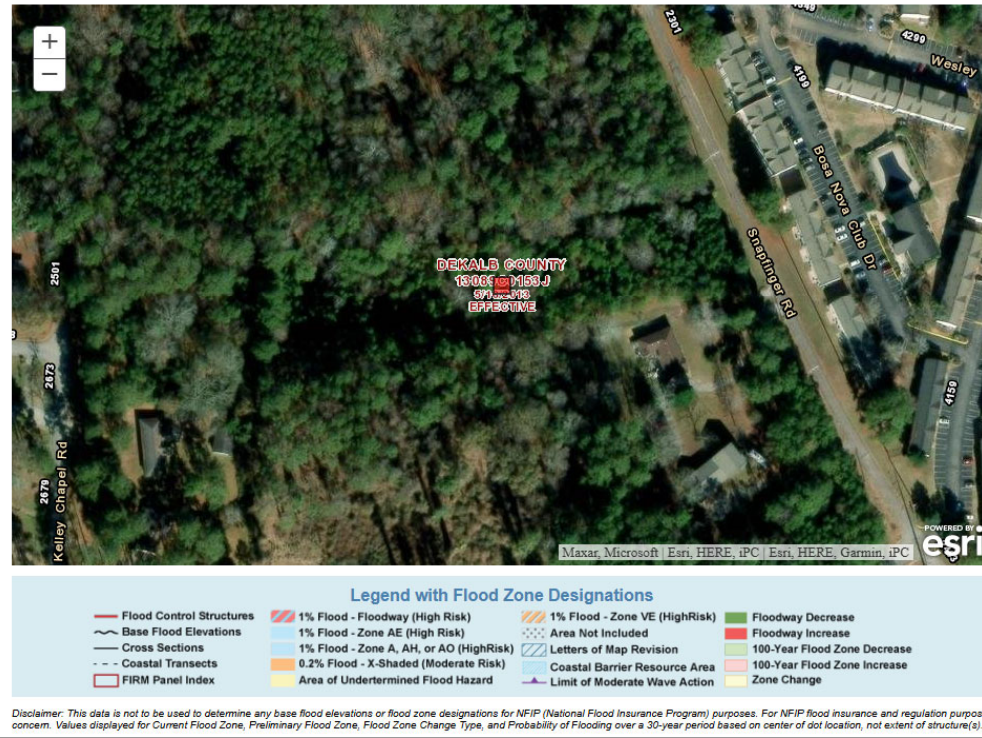 +
−
2301
4299
Wesley
4199
Bosa Nova Club Dr
Snapfinger Rd
2501
DEKALB COUNTY
EFFECTIVE
2673
4159
2679
Kelley Chapel Rd
POWERED BY
esri
Maxar, Microsoft | Esri, HERE, iPC | Esri, HERE, Garmin, iPC
Legend with Flood Zone Designations
Flood Control Structures
Base Flood Elevations
Cross Sections
Coastal Transects
FIRM Panel Index
1% Flood - Floodway (High Risk)
1% Flood - Zone AE (High Risk)
1% Flood - Zone A, AH, or AO (HighRisk)
0.2% Flood - X-Shaded (Moderate Risk)
Area of Undertermined Flood Hazard
1% Flood - Zone VE (HighRisk)
Area Not Included
Letters of Map Revision
Coastal Barrier Resource Area
Limit of Moderate Wave Action
Floodway Decrease
Floodway Increase
100-Year Flood Zone Decrease
100-Year Flood Zone Increase
Zone Change
Disclaimer: This data is not to be used to determine any base flood elevations or flood zone designations for NFIP (National Flood Insurance Program) purposes. For NFIP flood insurance and regulation purpos
concern. Values displayed for Current Flood Zone, Preliminary Flood Zone, Flood Zone Change Type, and Probability of Flooding over a 30-year period based on center of dot location, not extent of structure(s).